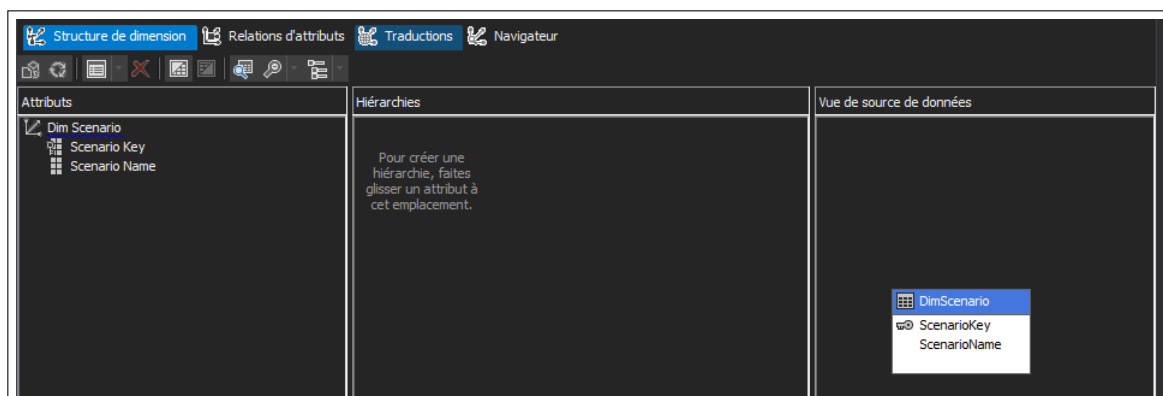 Structure de dimension Relations d'attributs Traductions Navigateur
Attributs
Dim Scenario
Scenario Key
Scenario Name
Hiérarchies
Pour créer une
hiérarchie, faites
glisser un attribut à
cet emplacement.
Vue de source de données
DimScenario
ScenarioKey
ScenarioName